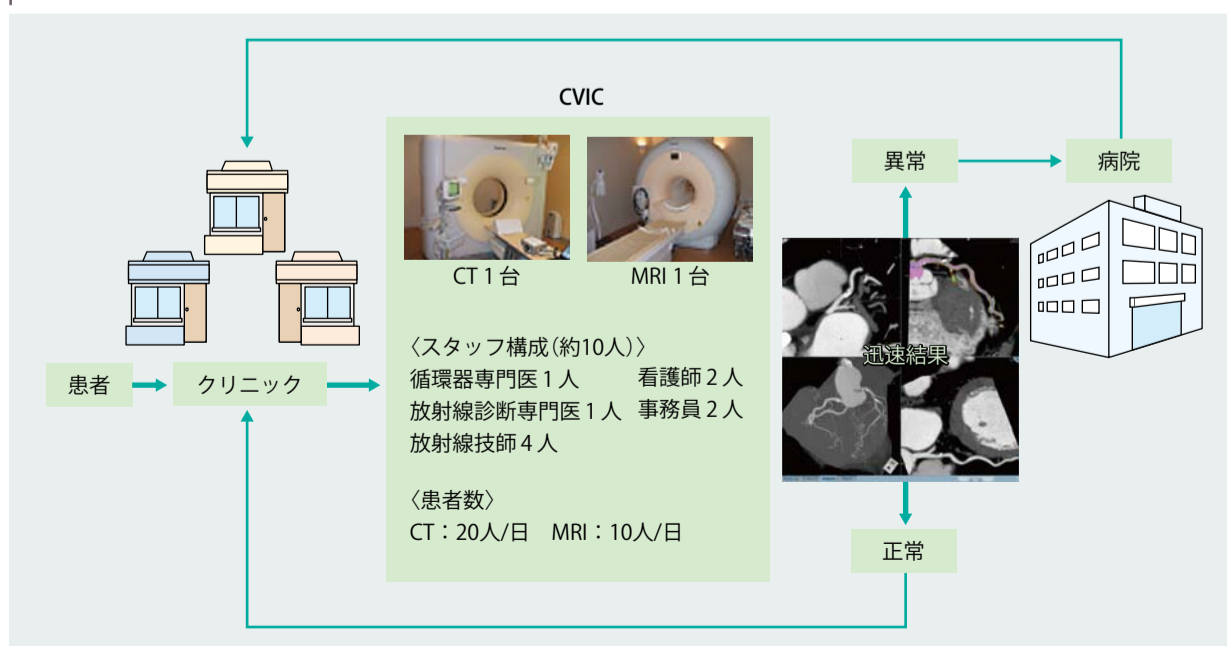 CVIC
CT 1 台
MRI 1 台
〈スタッフ構成（約10人）〉
循環器専門医 1 人
看護師 2 人
放射線診断専門医 1 人
事務員 2 人
放射線技師 4 人
〈患者数〉
CT：20人/日 MRI：10人/日
患者
クリニック
異常
病院
迅速結果
正常